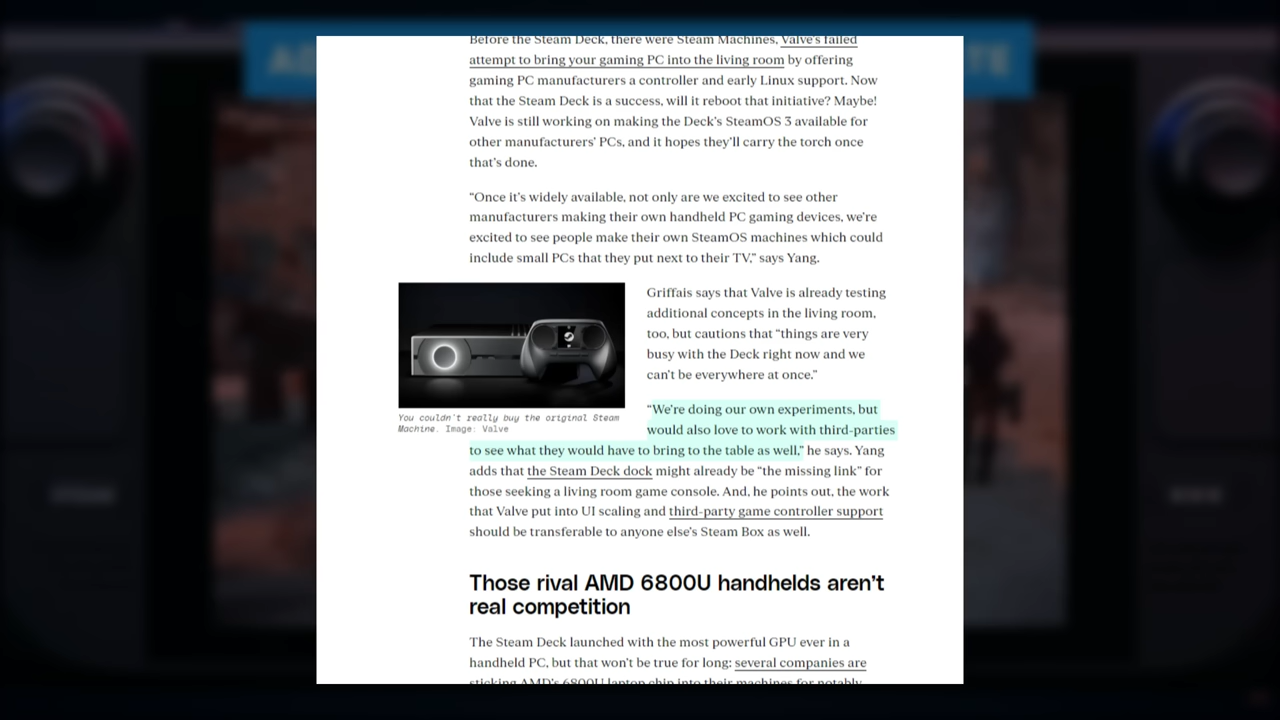 Before the Steam Deck, there were Steam Machines, Valve's failed
attempt to bring your gaming PC into the living room by offering
gaming PC manufacturers a controller and early Linux support. Now
that the Steam Deck is a success, will it reboot that initiative? Maybe!
Valve is still working on making the Deck's SteamOS 3 available for
other manufacturers' PCs, and it hopes they'll carry the torch once
that's done.
“Once it's widely available, not only are we excited to see other
manufacturers making their own handheld PC gaming devices, we're
excited to see people make their own SteamOS machines which could
include small PCs that they put next to their TV,” says Yang.
Griffais says that Valve is already testing
additional concepts in the living room,
too, but cautions that “things are very
busy with the Deck right now and we
can't be everywhere at once.”
You couldn't really buy the original Steam
Machine. Image: Valve
“We're doing our own experiments, but
would also love to work with third-parties
to see what they would have to bring to the table as well,” he says. Yang
adds that the Steam Deck dock might already be “the missing link” for
those seeking a living room game console. And, he points out, the work
that Valve put into UI scaling and third-party game controller support
should be transferable to anyone else's Steam Box as well.
Those rival AMD 6800U handhelds aren't
real competition
The Steam Deck launched with the most powerful GPU ever in a
handheld PC, but that won't be true for long: several companies are
sticking AMD's 6800U laptop chip into their machines for notably